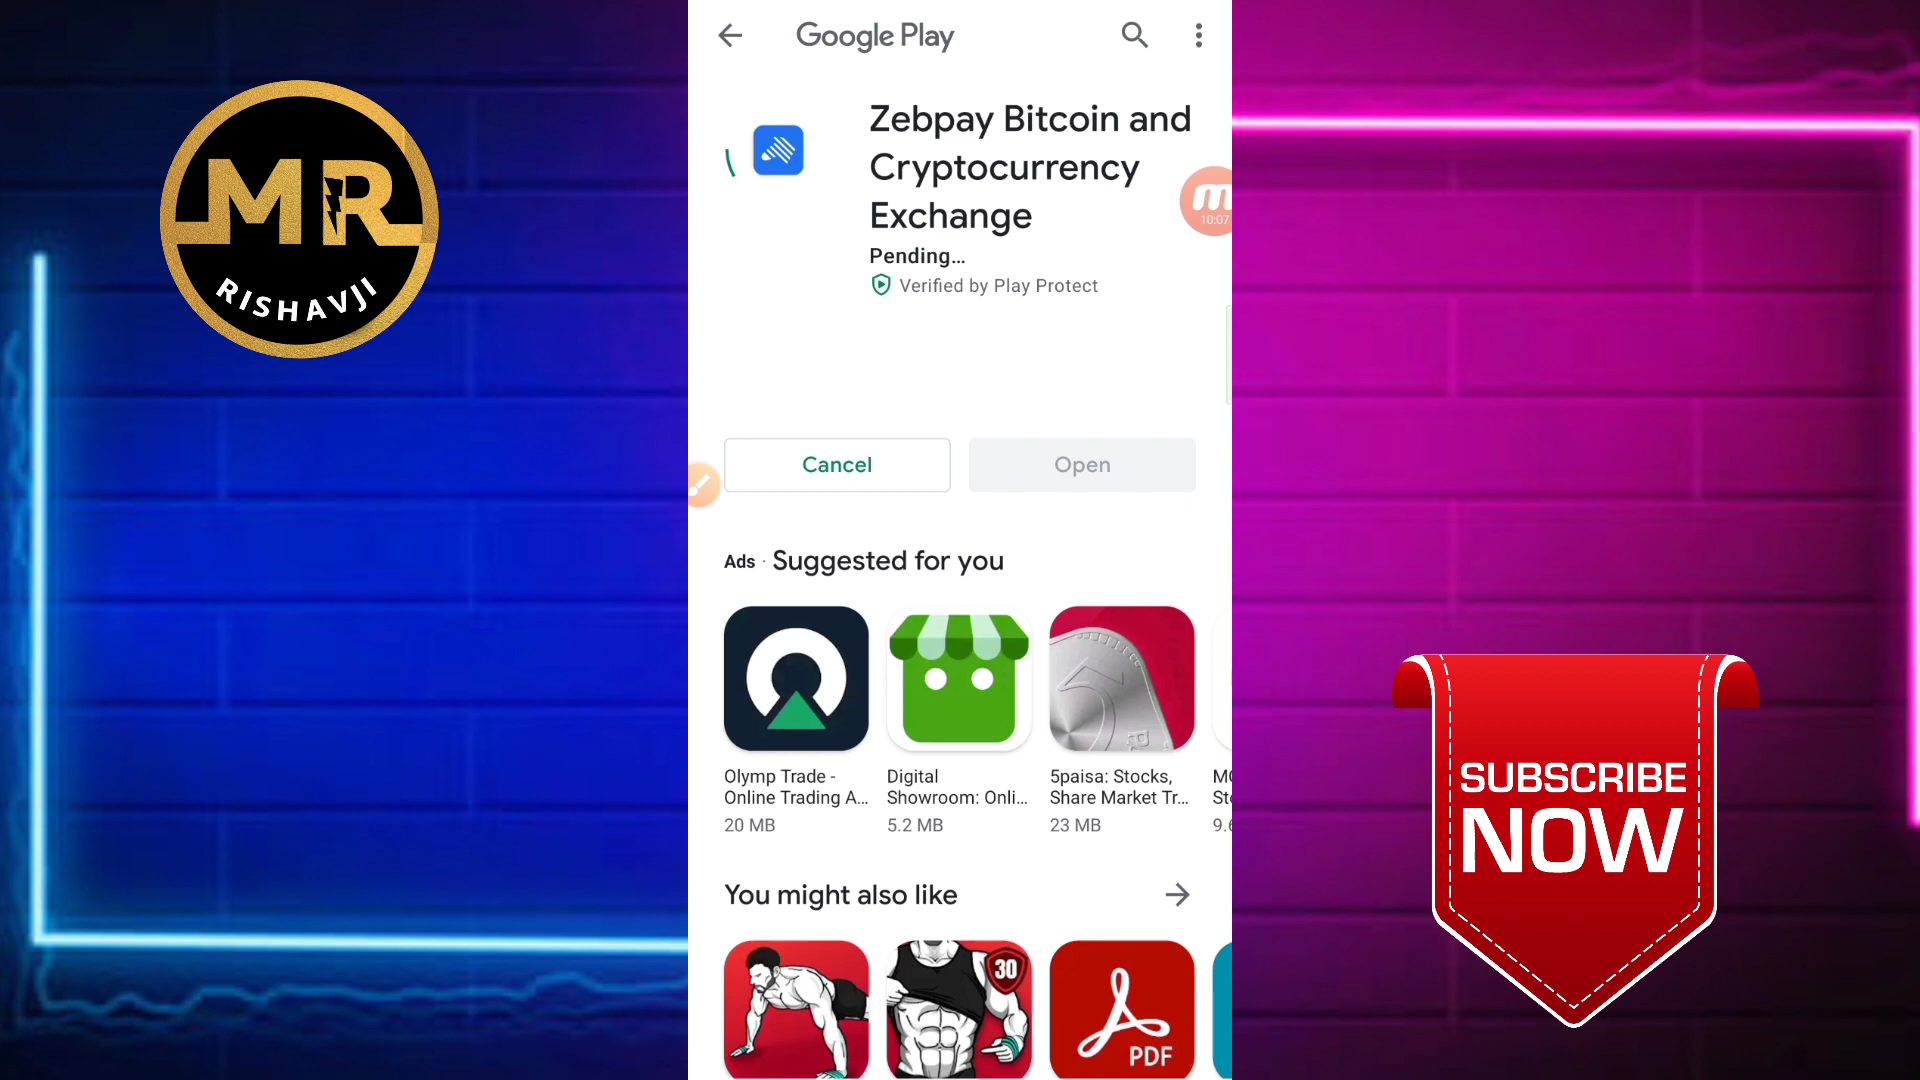 MR
RISHAVJI
Google Play
Zebpay Bitcoin and
Cryptocurrency
Exchange
Pending...
Verified by Play Protect
10:07
Cancel
Open
Ads · Suggested for you
Olymp Trade -
Online Trading A...
20 MB
Digital
Showroom: Onli...
5.2 MB
5paisa: Stocks,
Share Market Tr...
23 MB
You might also like
30
PDF
SUBSCRIBE
NOW